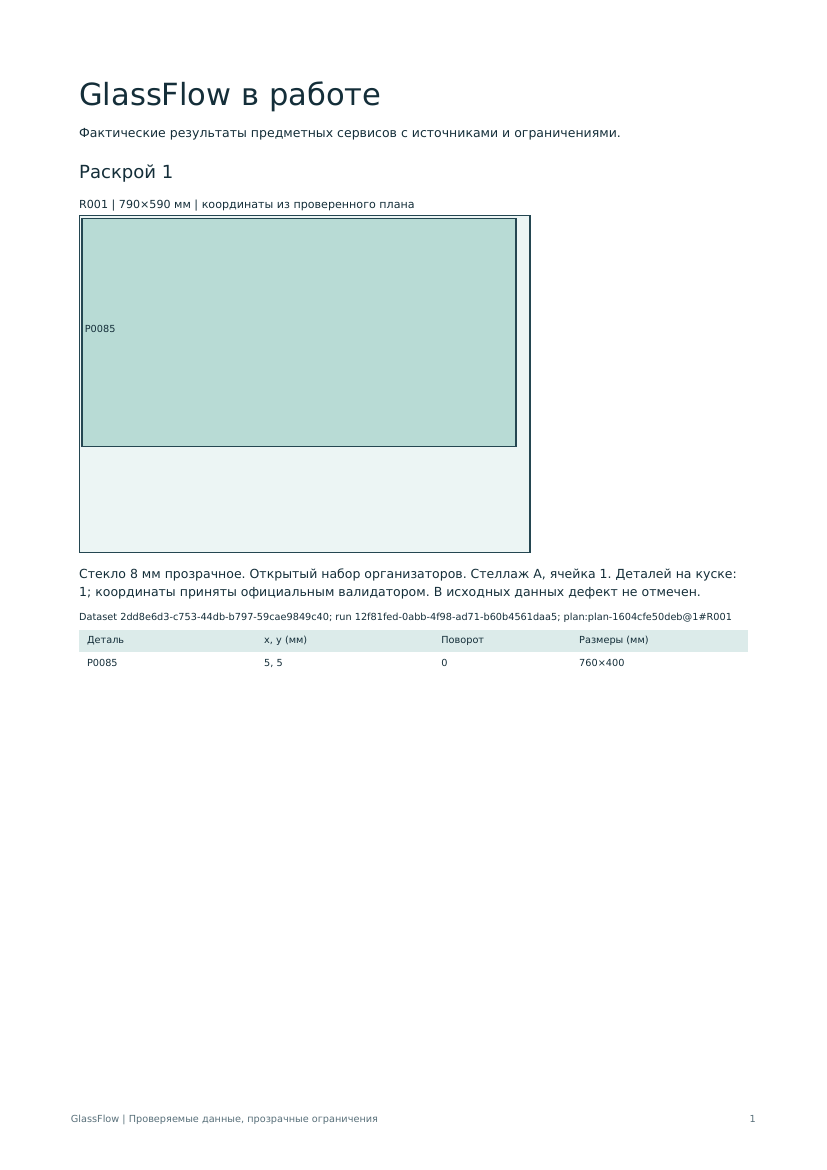 GlassFlow в работе
Фактические результаты предметных сервисов с источниками и ограничениями.
Раскрой 1
R001 | 790×590 мм | координаты из проверенного плана
P0085
Стекло 8 мм прозрачное. Открытый набор организаторов. Стеллаж А, ячейка 1. Деталей на куске:
1; координаты приняты официальным валидатором. В исходных данных дефект не отмечен.
Dataset 2dd8e6d3-c753-44db-b797-59cae9849c40; run 12f81fed-0abb-4f98-ad71-b60b4561daa5; plan:plan-1604cfe50deb@1#R001
Деталь x, y (мм) Поворот Размеры (мм)
P0085 5, 5 0 760×400
GlassFlow | Проверяемые данные, прозрачные ограничения 1